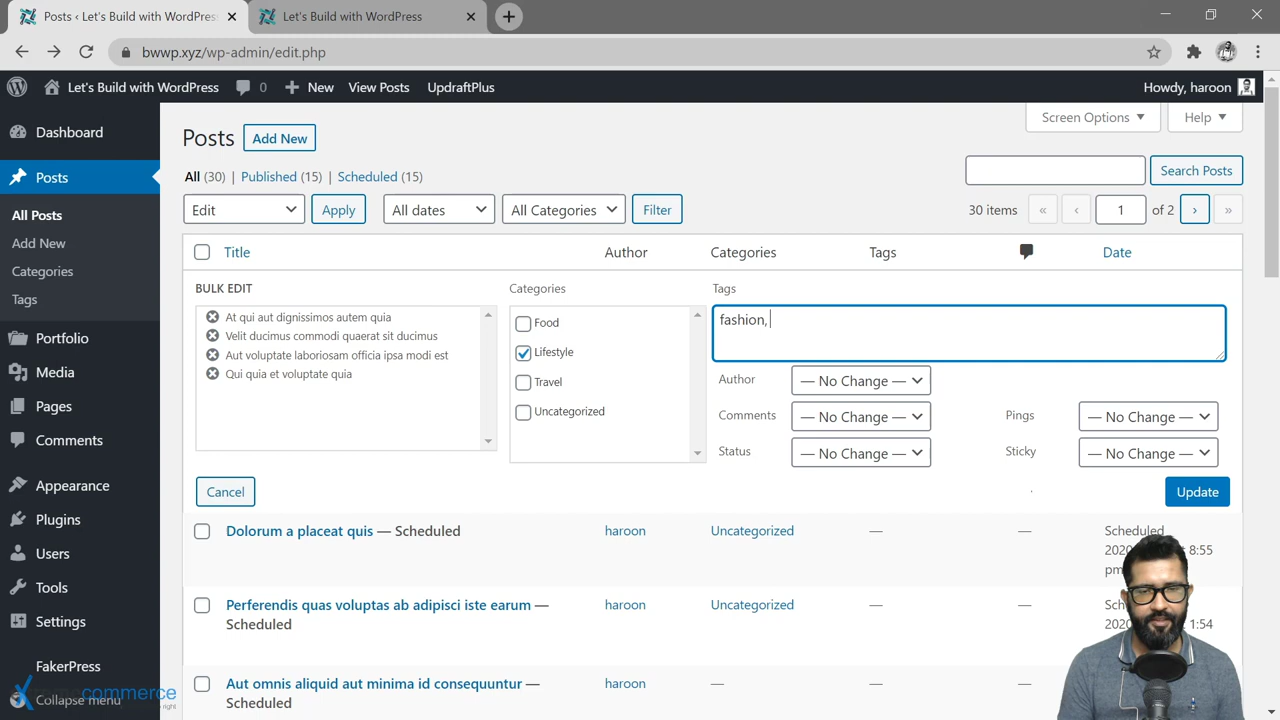 Posts ‹ Let's Build with WordPress
Let's Build with WordPress
bwwp.xyz/wp-admin/edit.php
Let's Build with WordPress 0 New View Posts UpdraftPlus Howdy, haroon
Dashboard
Posts
All Posts
Add New
Categories
Tags
Portfolio
Media
Pages
Comments
Appearance
Plugins
Users
Tools
Settings
FakerPress
Collapse menu
commerce
right
Screen Options Help
Posts Add New
All (30) | Published (15) | Scheduled (15)
Search Posts
Edit Apply All dates All Categories Filter 30 items « ‹ 1 of 2 › »
Title Author Categories Tags Date
BULK EDIT Categories Tags
At qui aut dignissimos autem quia
Velit ducimus commodi quaerat sit ducimus
Aut voluptate laboriosam officia ipsa modi est
Qui quia et voluptate quia
Food
Lifestyle
Travel
Uncategorized
fashion,
Author — No Change —
Comments — No Change — Pings — No Change —
Status — No Change — Sticky — No Change —
Cancel Update
Dolorum a placeat quis — Scheduled haroon Uncategorized — — Scheduled
8:55
Perferendis quas voluptas ab adipisci iste earum —
Scheduled
haroon Uncategorized — —
1:54
Aut omnis aliquid aut minima id consequuntur —
Scheduled
haroon — — —